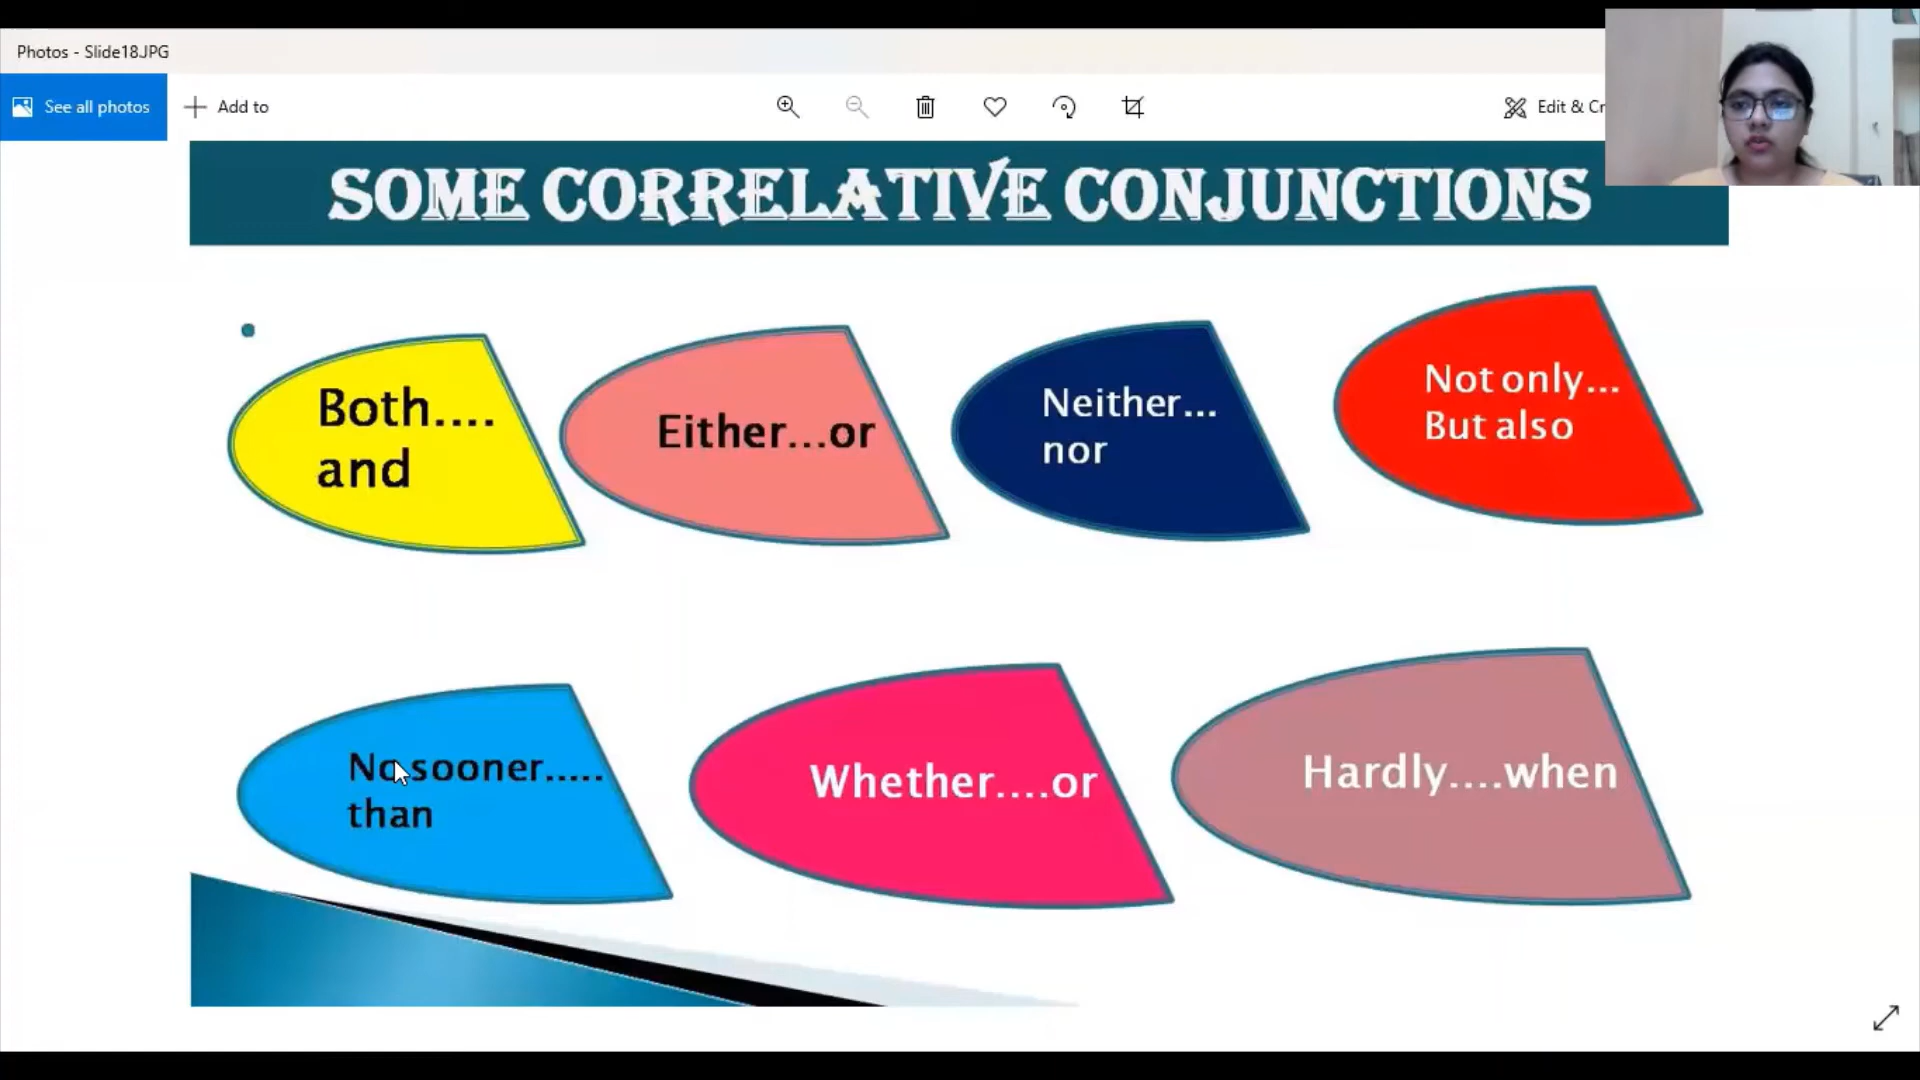 Photos - Slide18.JPG
See all photos
Add to
Edit & Cr
SOME CORRELATIVE CONJUNCTIONS
Both....
and
Either...or
Neither...
nor
Not only...
But also
No sooner.....
than
Whether....or
Hardly....when